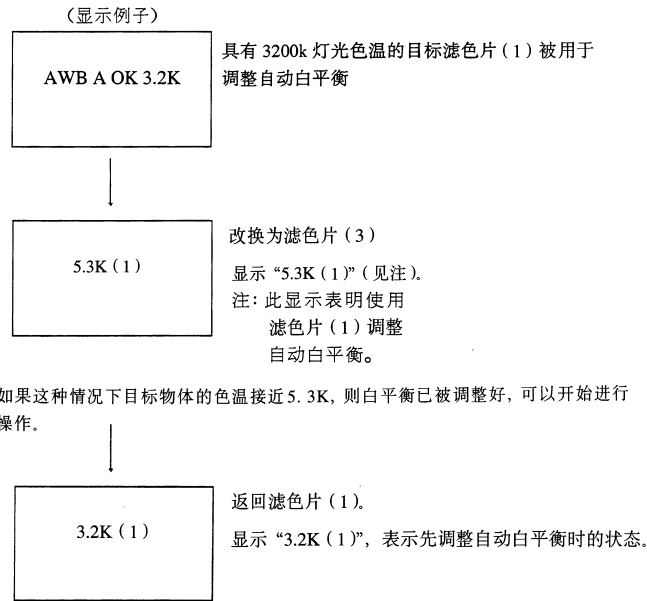 （显示例子）
AWB A OK 3.2K
具有 3200k 灯光色温的目标滤色片（1）被用于
调整自动白平衡
5.3K（1）
改换为滤色片（3）
显示“5.3K（1）”（见注）。
注：此显示表明使用
滤色片（1）调整
自动白平衡。
如果这种情况下目标物体的色温接近5. 3K，则白平衡已被调整好，可以开始进行
操作。
3.2K（1）
返回滤色片（1）。
显示“3.2K（1）”，表示先调整自动白平衡时的状态。